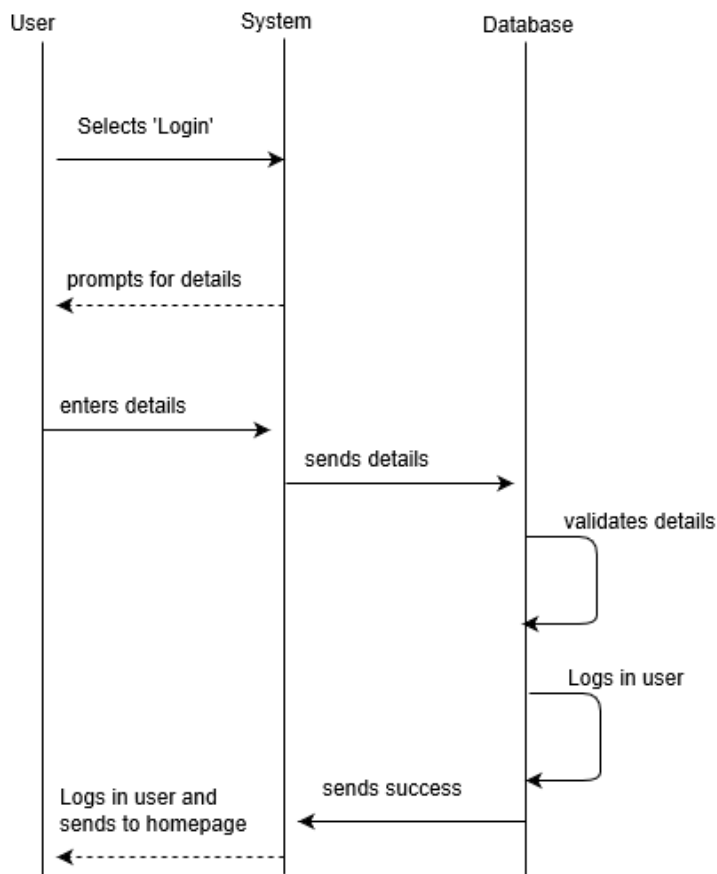 User
System
Database
Selects 'Login'
prompts for details
enters details
sends details
validates details
Logs in user
sends success
Logs in user and
sends to homepage